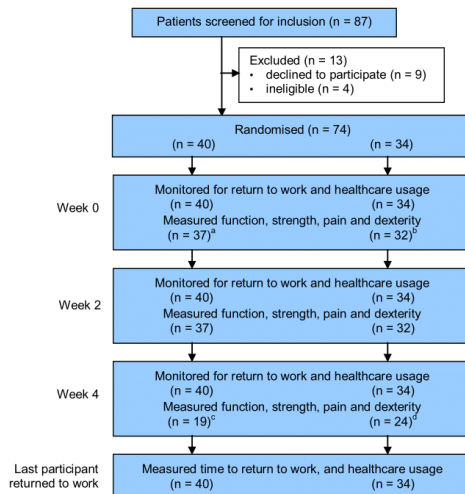 Patients screened for inclusion (n = 87)
Excluded (n = 13)
• declined to participate (n = 9)
• ineligible (n = 4)
Randomised (n = 74)
(n = 40) (n = 34)
Week 0
Monitored for return to work and healthcare usage
(n = 40) (n = 34)
Measured function, strength, pain and dexterity
(n = 37)ᵃ (n = 32)ᵇ
Week 2
Monitored for return to work and healthcare usage
(n = 40) (n = 34)
Measured function, strength, pain and dexterity
(n = 37) (n = 32)
Week 4
Monitored for return to work and healthcare usage
(n = 40) (n = 34)
Measured function, strength, pain and dexterity
(n = 19)ᶜ (n = 24)ᵈ
Last participant
returned to work
Measured time to return to work, and healthcare usage
(n = 40) (n = 34)